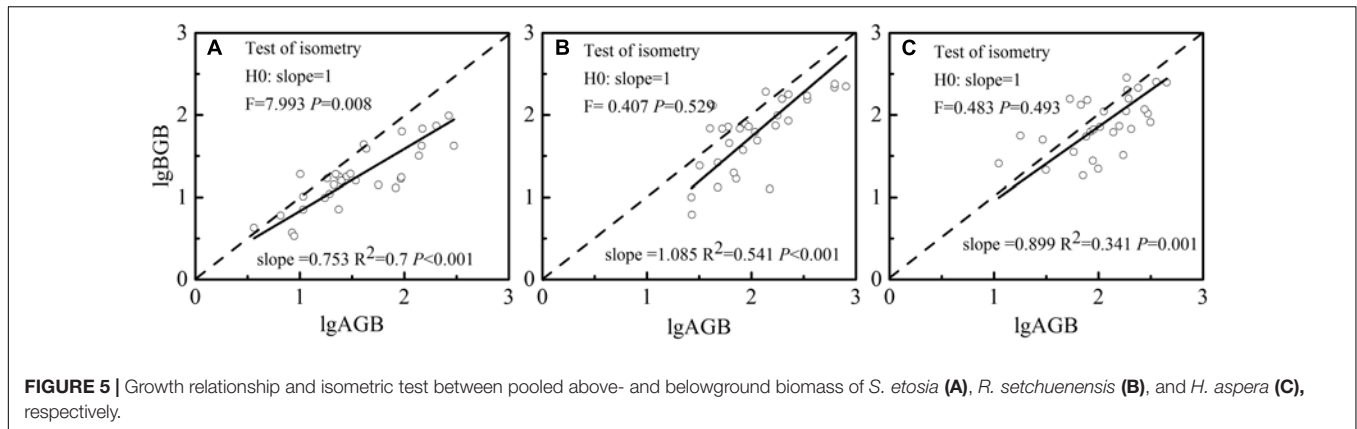 A
Test of isometry
H0: slope=1
F=7.993 P=0.008
slope =0.753 R2=0.7 P<0.001
3
2
1
0
0 1 2 3
lgBGB
lgAGB
B
Test of isometry
H0: slope=1
F= 0.407 P=0.529
slope =1.085 R2=0.541 P<0.001
3
2
1
0
0 1 2 3
lgAGB
C
Test of isometry
H0: slope=1
F=0.483 P=0.493
slope =0.899 R2=0.341 P=0.001
3
2
1
0
0 1 2 3
lgAGB
FIGURE 5 | Growth relationship and isometric test between pooled above- and belowground biomass of S. etosia (A), R. setchuenensis (B), and H. aspera (C),
respectively.